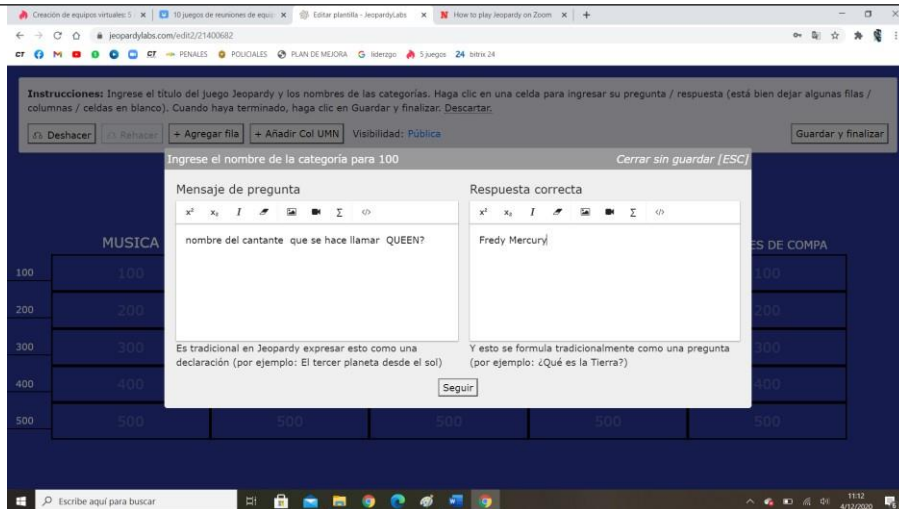 Creación de equipos virtuales: 5
10 juegos de reuniones de equip
Editar plantilla - JeopardyLabs
How to play Jeopardy on Zoom
jeopardylabs.com/edit2/21400682
CT
PENALES
POLICIALES
PLAN DE MEJORA
liderzgo
5 juegos
24 bitrix 24
Instrucciones: Ingrese el título del juego Jeopardy y los nombres de las categorías. Haga clic en una celda para ingresar su pregunta / respuesta (está bien dejar algunas filas /
columnas / celdas en blanco). Cuando haya terminado, haga clic en Guardar y finalizar. Descartar.
Deshacer
Rehacer
+ Agregar fila
+ Añadir Col UMN
Visibilidad: Pública
Guardar y finalizar
Ingrese el nombre de la categoría para 100
Cerrar sin guardar [ESC]
Mensaje de pregunta
Respuesta correcta
x² x₂ I Σ </>
x² x₂ I Σ </>
nombre del cantante que se hace llamar QUEEN?
Fredy Mercury
Es tradicional en Jeopardy expresar esto como una
declaración (por ejemplo: El tercer planeta desde el sol)
Y esto se formula tradicionalmente como una pregunta
(por ejemplo: ¿Qué es la Tierra?)
Seguir
MUSICA
ES DE COMPA
100 100 100
200 200 200
300 300 300
400 400 400
500 500 500 500 500 500
Escribe aquí para buscar
11:12
4/12/2020